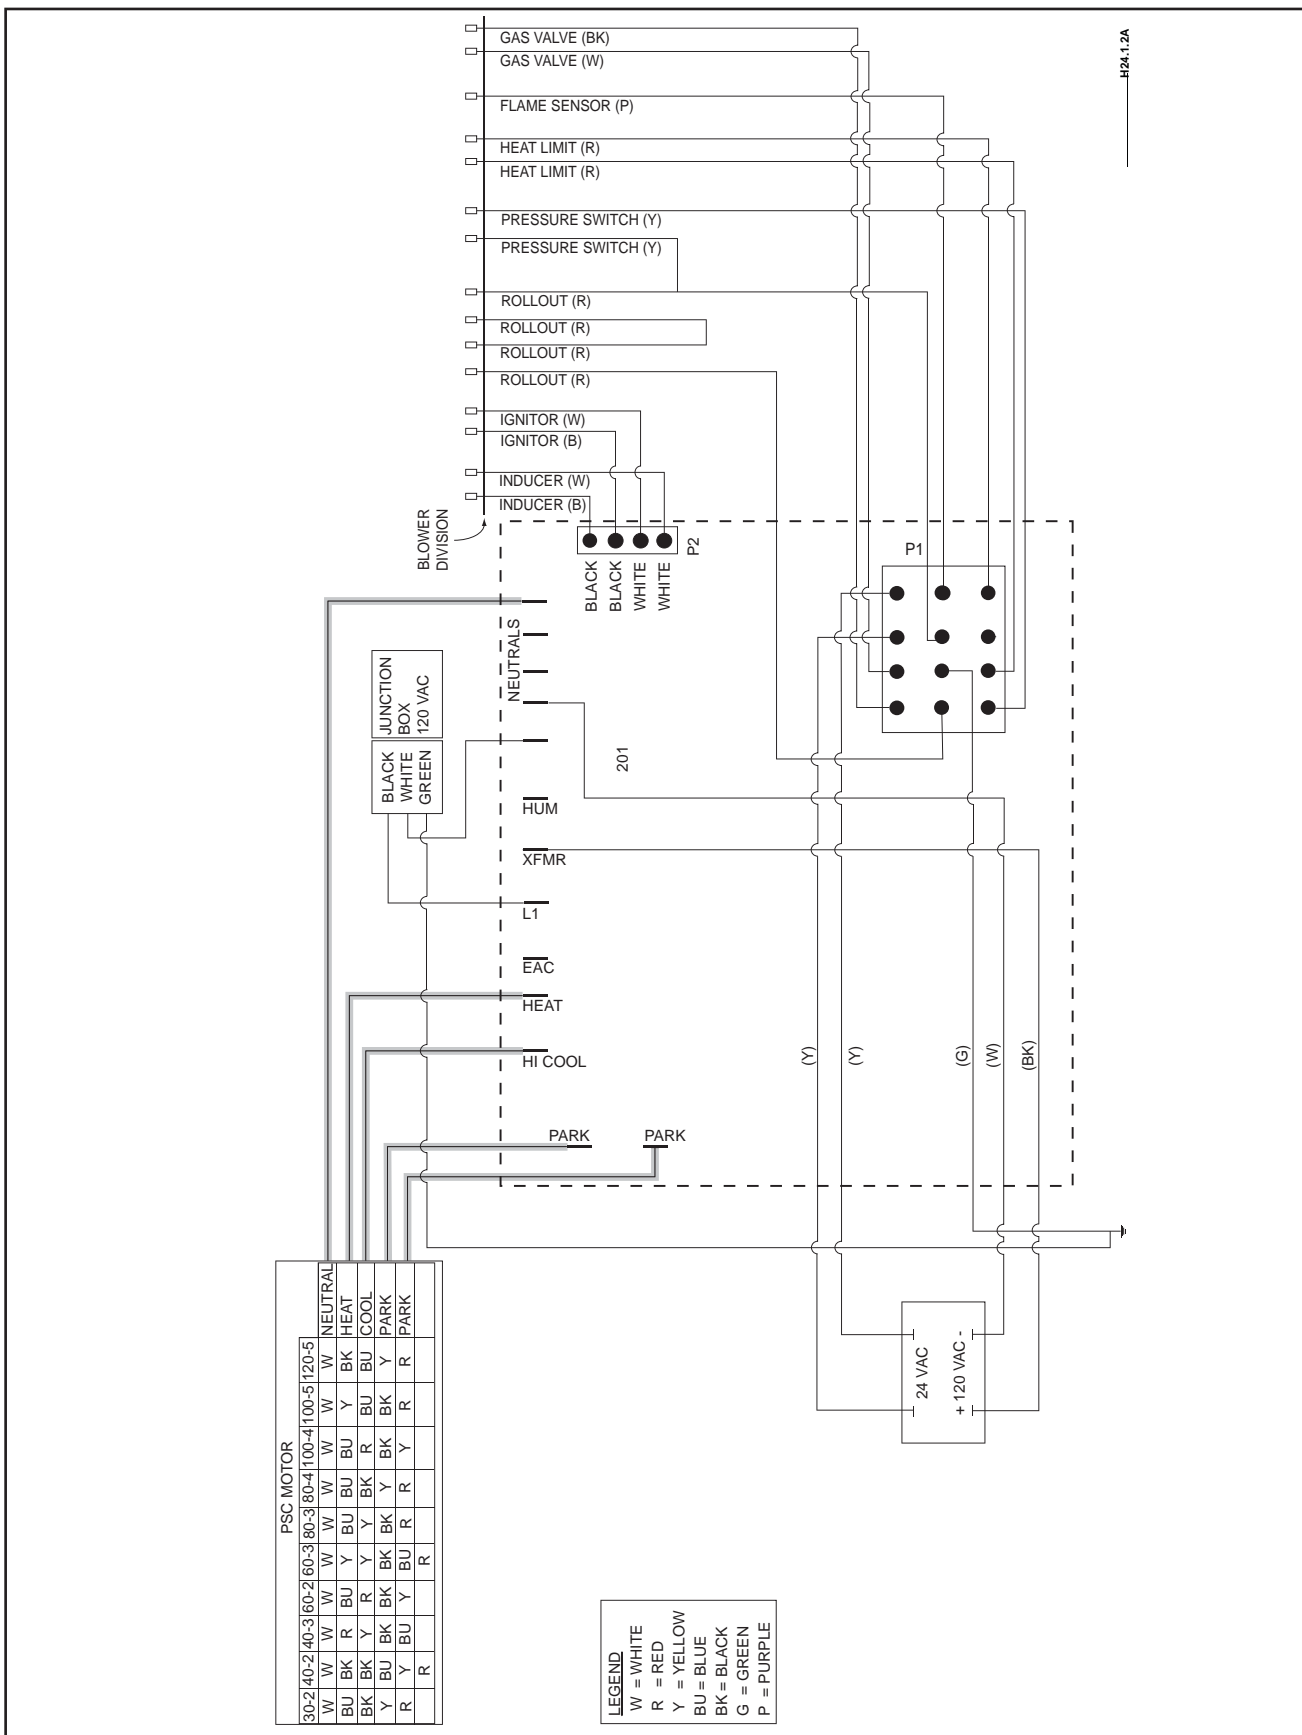 H24.1.2A
GAS VALVE (BK)
GAS VALVE (W)
FLAME SENSOR (P)
HEAT LIMIT (R)
HEAT LIMIT (R)
PRESSURE SWITCH (Y)
PRESSURE SWITCH (Y)
ROLLOUT (R)
ROLLOUT (R)
ROLLOUT (R)
ROLLOUT (R)
IGNITOR (W)
IGNITOR (B)
INDUCER (W)
INDUCER (B)
BLOWER
DIVISION
P2
BLACK
BLACK
WHITE
WHITE
P1
NEUTRALS
JUNCTION
BOX
120 VAC
BLACK
WHITE
GREEN
201
HUM
XFMR
L1
EAC
HEAT
HI COOL
PARK
PARK
(Y)
(Y)
(G)
(W)
(BK)
24 VAC
+ 120 VAC -
PSC MOTOR
30-2 40-2 40-3 60-2 60-3 80-3 80-4 100-4 100-5 120-5
W W W W W W W W W W NEUTRAL
BU BK R BU Y BU BU BU Y BK HEAT
BK BK Y R Y Y BK R BU BU COOL
Y BU BK BK BK BK Y BK BK Y PARK
R Y BU Y BU R R Y R R PARK
R R
LEGEND
W = WHITE
R = RED
Y = YELLOW
BU = BLUE
BK = BLACK
G = GREEN
P = PURPLE